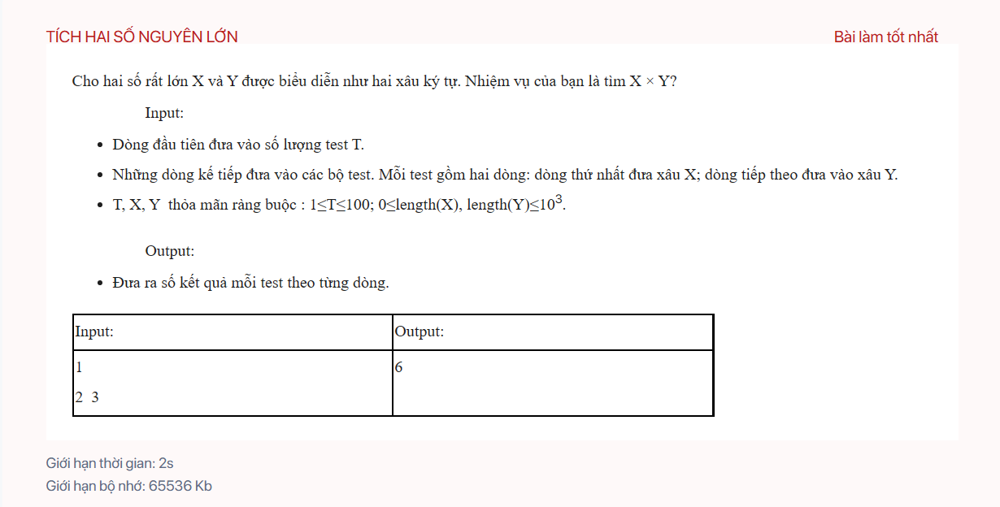 TÍCH HAI SỐ NGUYÊN LỚN
Bài làm tốt nhất
Cho hai số rất lớn X và Y được biểu diễn như hai xâu ký tự. Nhiệm vụ của bạn là tìm X × Y?
Input:
• Dòng đầu tiên đưa vào số lượng test T.
• Những dòng kế tiếp đưa vào các bộ test. Mỗi test gồm hai dòng: dòng thứ nhất đưa xâu X; dòng tiếp theo đưa vào xâu Y.
• T, X, Y thỏa mãn ràng buộc : 1≤T≤100; 0≤length(X), length(Y)≤10³.
Output:
• Đưa ra số kết quả mỗi test theo từng dòng.
Input:
Output:
1
6
2 3
Giới hạn thời gian: 2s
Giới hạn bộ nhớ: 65536 Kb